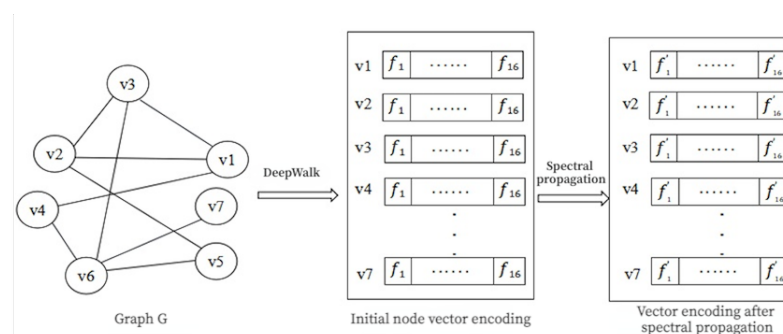 v3
v2
v1
v4
v7
v6
v5
Graph G
DeepWalk
v1 f₁ ...... f₁₆
v2 f₁ ...... f₁₆
v3 f₁ ...... f₁₆
v4 f₁ ...... f₁₆
.
.
.
v7 f₁ ...... f₁₆
Initial node vector encoding
Spectral
propagation
v1 f′₁ ...... f′₁₆
v2 f′₁ ...... f′₁₆
v3 f′₁ ...... f′₁₆
v4 f′₁ ...... f′₁₆
.
.
.
v7 f′₁ ...... f′₁₆
Vector encoding after
spectral propagation